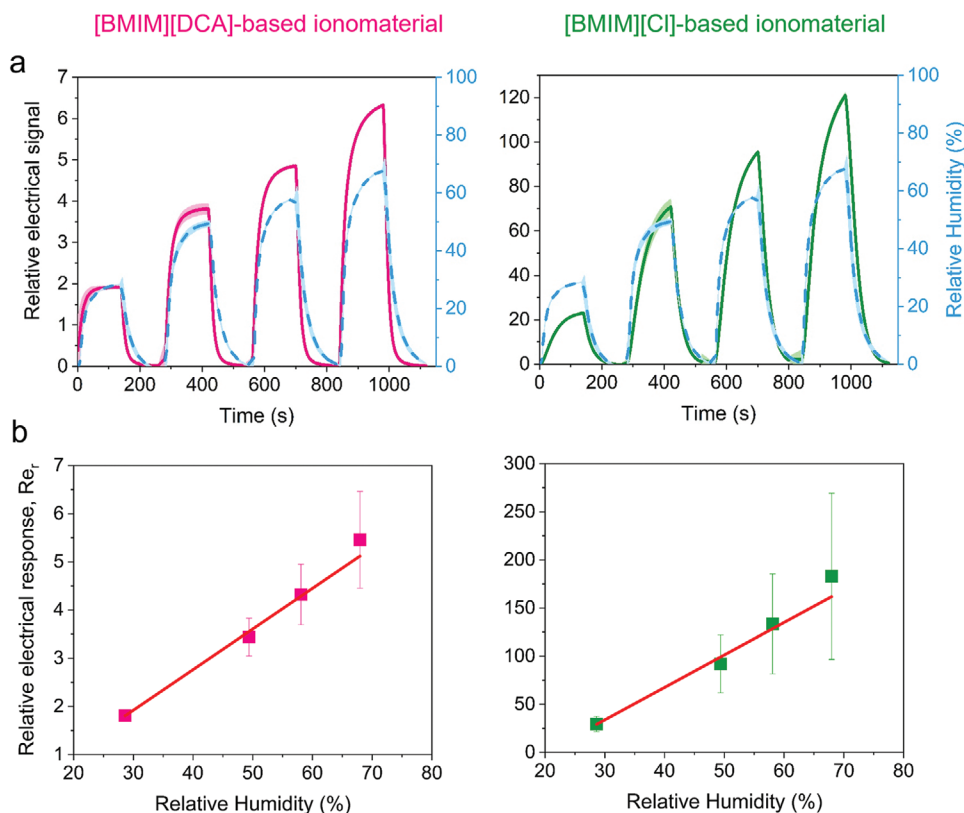 [BMIM][DCA]-based ionomaterial
[BMIM][Cl]-based ionomaterial
a
7
6
5
4
3
2
1
0
Relative electrical signal
100
80
60
40
20
0
0 200 400 600 800 1000
Time (s)
120
100
80
60
40
20
0
100
80
60
40
20
0
Relative Humidity (%)
0 200 400 600 800 1000
Time (s)
b
7
6
5
4
3
2
1
Relative electrical response, Re_r
20 30 40 50 60 70 80
Relative Humidity (%)
300
250
200
150
100
50
0
20 30 40 50 60 70 80
Relative Humidity (%)